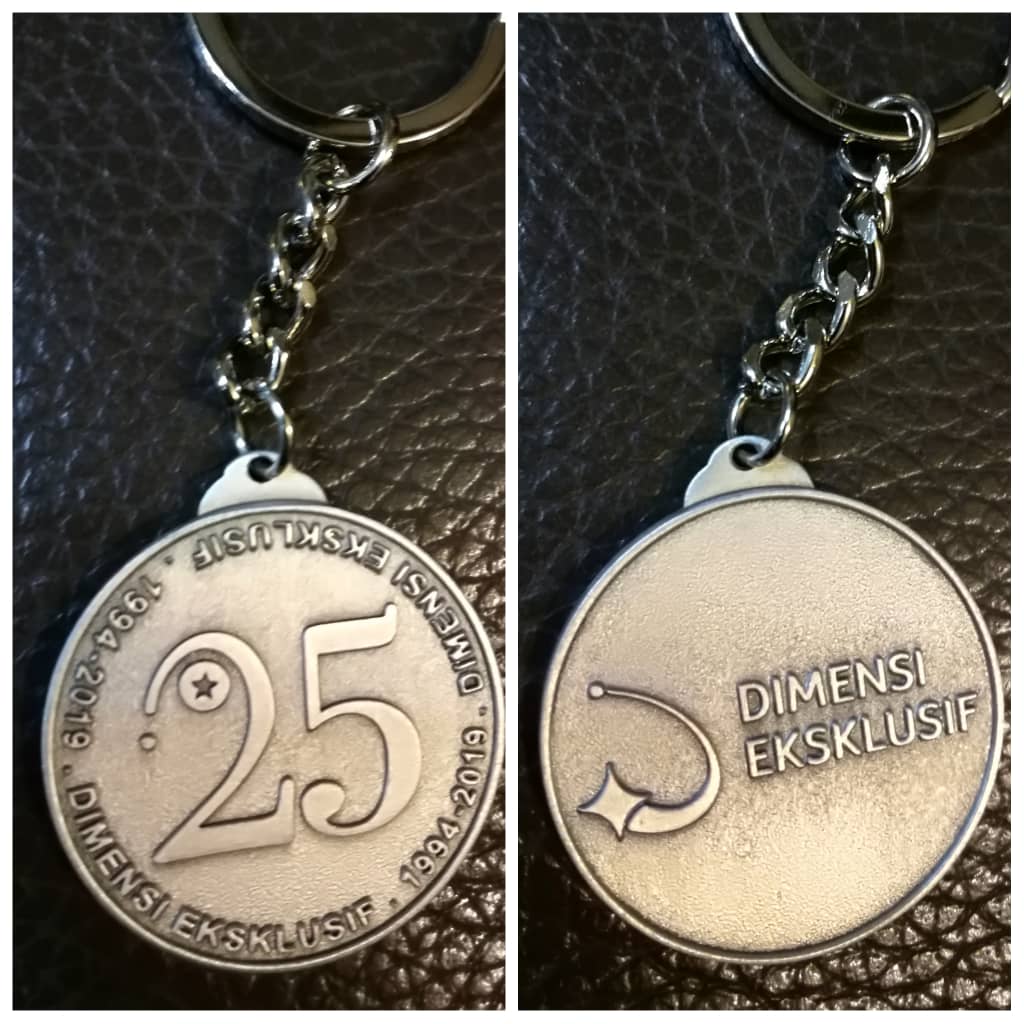 25
DIMENSI EKSKLUSIF . 1994-2019 . DIMENSI EKSKLUSIF . 1994-2019 .
DIMENSI
EKSKLUSIF